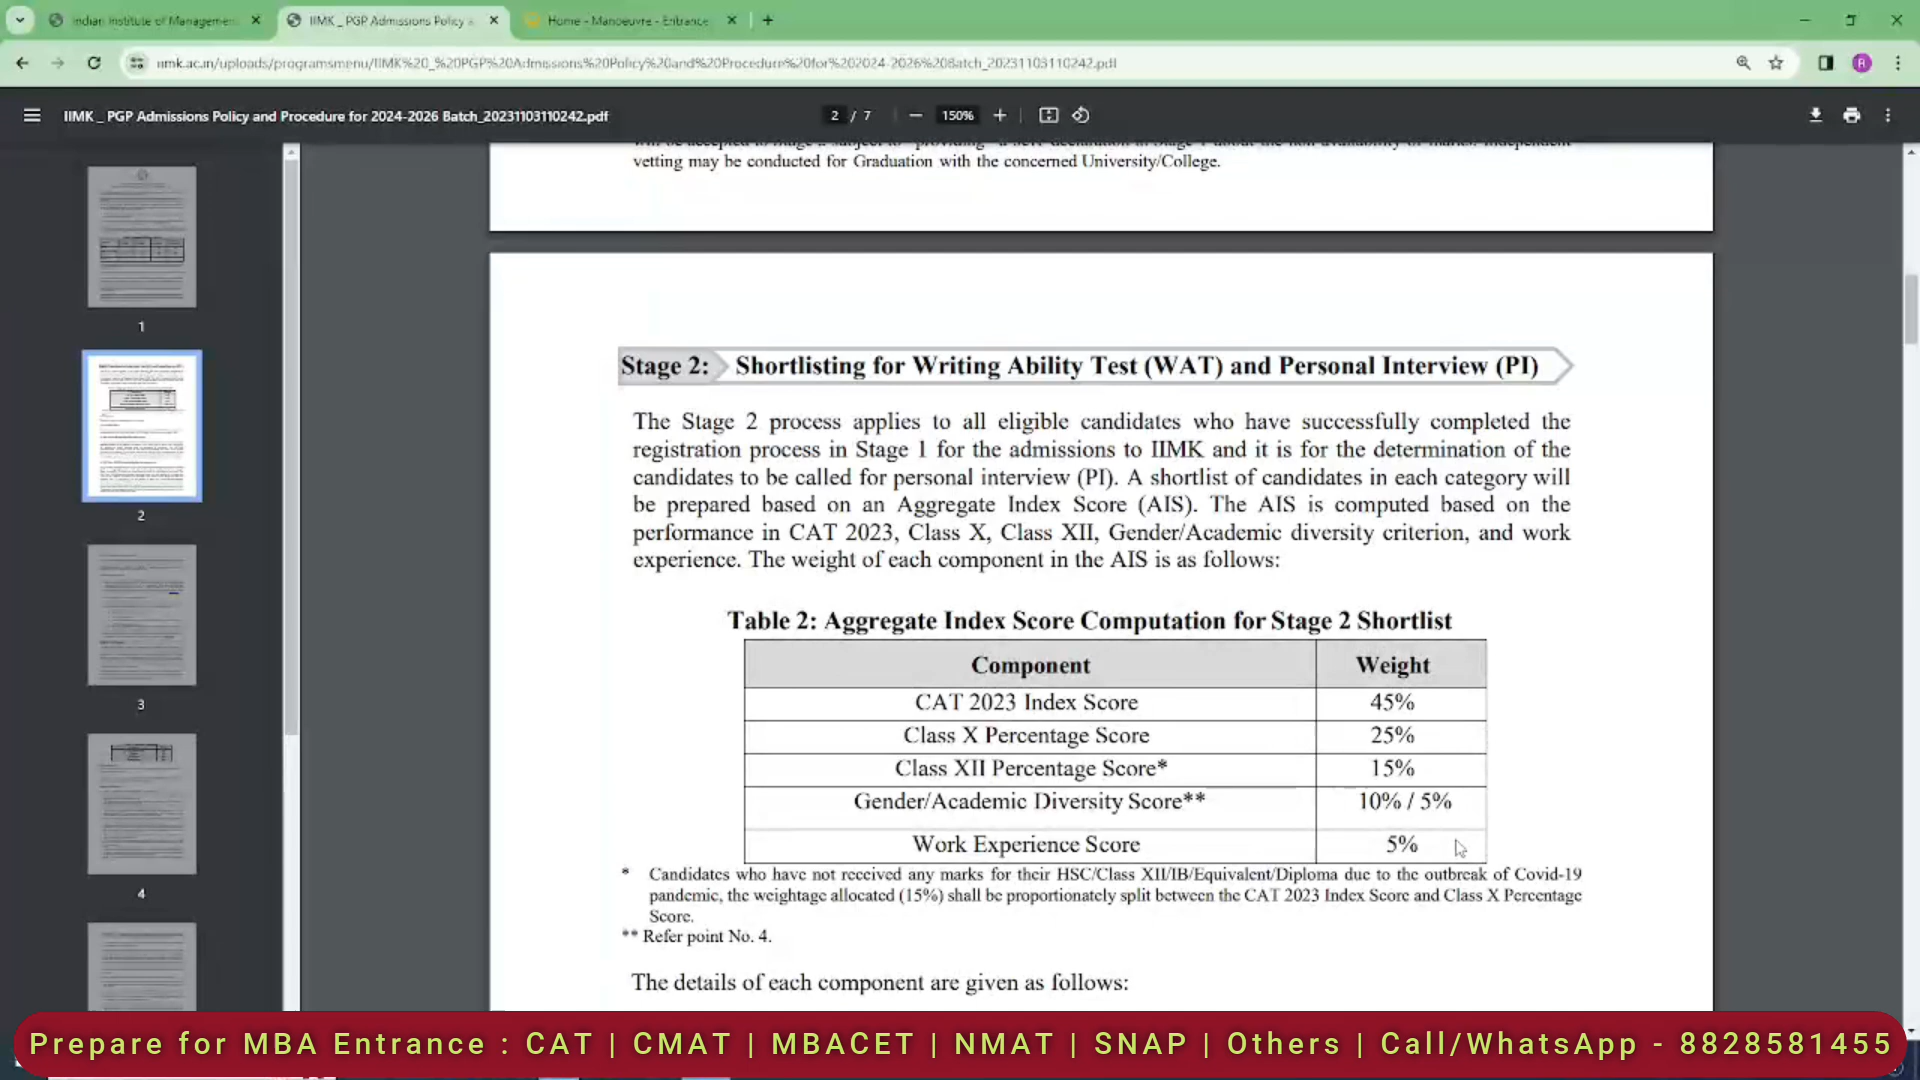 Indian Institute of Managemen
IIMK _ PGP Admissions Policy a
Home - Manoeuvre - Entrance
iimk.ac.in/uploads/programsmenu/IIMK%20_%20PGP%20Admissions%20Policy%20and%20Procedure%20for%202024-2026%20Batch_20231103110242.pdf
R
IIMK _ PGP Admissions Policy and Procedure for 2024-2026 Batch_20231103110242.pdf
2 / 7
150%
vetting may be conducted for Graduation with the concerned University/College.
1
2
3
4
Stage 2: Shortlisting for Writing Ability Test (WAT) and Personal Interview (PI)
The Stage 2 process applies to all eligible candidates who have successfully completed the
registration process in Stage 1 for the admissions to IIMK and it is for the determination of the
candidates to be called for personal interview (PI). A shortlist of candidates in each category will
be prepared based on an Aggregate Index Score (AIS). The AIS is computed based on the
performance in CAT 2023, Class X, Class XII, Gender/Academic diversity criterion, and work
experience. The weight of each component in the AIS is as follows:
Table 2: Aggregate Index Score Computation for Stage 2 Shortlist
Component Weight
CAT 2023 Index Score 45%
Class X Percentage Score 25%
Class XII Percentage Score* 15%
Gender/Academic Diversity Score** 10% / 5%
Work Experience Score 5%
* Candidates who have not received any marks for their HSC/Class XII/IB/Equivalent/Diploma due to the outbreak of Covid-19
pandemic, the weightage allocated (15%) shall be proportionately split between the CAT 2023 Index Score and Class X Percentage
Score.
** Refer point No. 4.
The details of each component are given as follows:
Prepare for MBA Entrance : CAT | CMAT | MBACET | NMAT | SNAP | Others | Call/WhatsApp - 8828581455